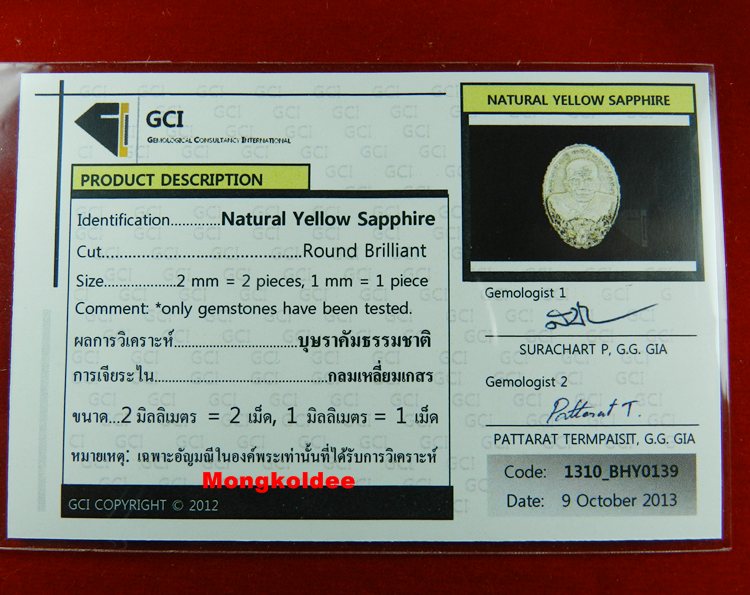 GCI
GEMOLOGICAL CONSULTANCY INTERNATIONAL
PRODUCT DESCRIPTION
Identification............Natural Yellow Sapphire
Cut................................................Round Brilliant
Size..................2 mm = 2 pieces, 1 mm = 1 piece
Comment: *only gemstones have been tested.
ผลการวิเคราะห์...............................บุษราคัมธรรมชาติ
การเจียระไน...........................................กลมเหลี่ยมเกสร
ขนาด...2 มิลลิเมตร = 2 เม็ด, 1 มิลลิเมตร = 1 เม็ด
หมายเหตุ: เฉพาะอัญมณีในองค์พระเท่านั้นที่ได้รับการวิเคราะห์
Mongkoldee
GCI COPYRIGHT © 2012
NATURAL YELLOW SAPPHIRE
Gemologist 1
SURACHART P, G.G. GIA
Gemologist 2
Pattarat T.
PATTARAT TERMPAISIT, G.G. GIA
Code: 1310_BHY0139
Date: 9 October 2013